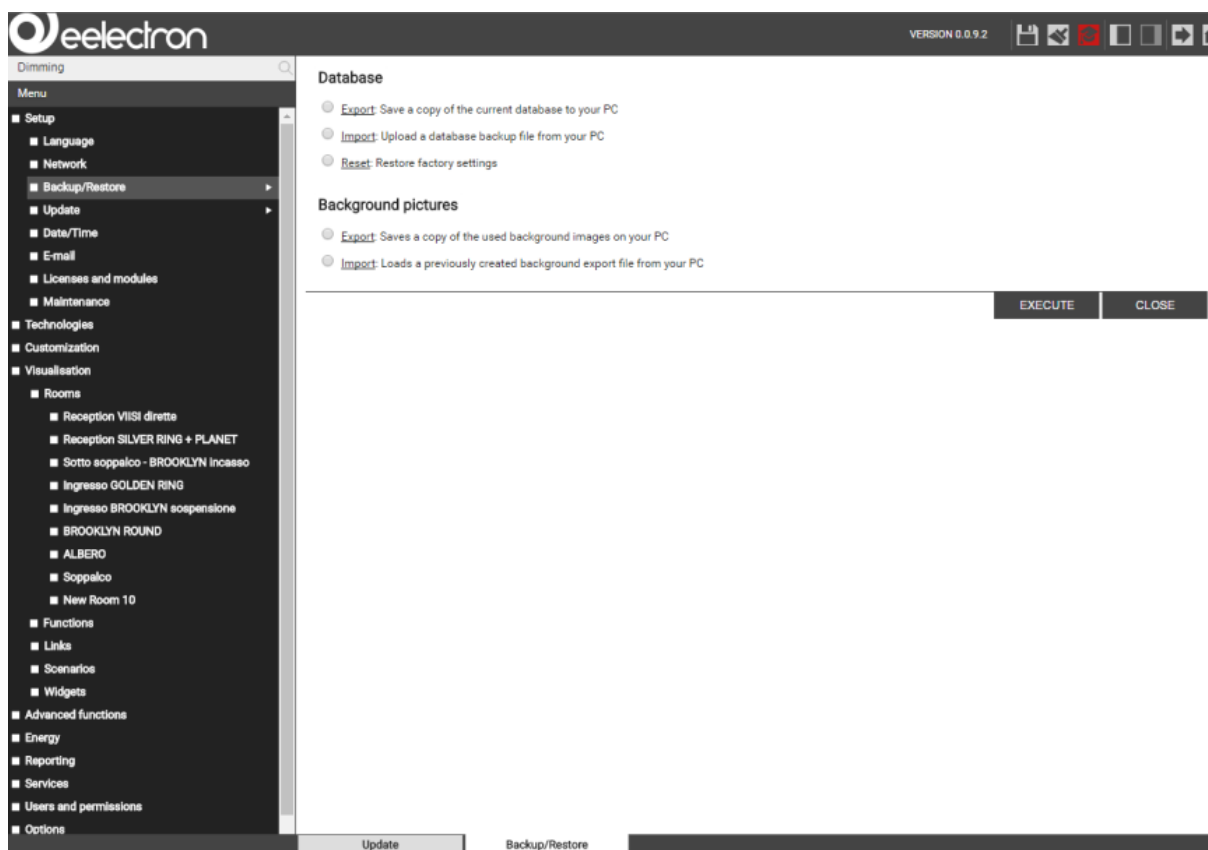 eelectron
VERSION 0.0.9.2
Dimming
Menu
Setup
Language
Network
Backup/Restore
Update
Date/Time
E-mail
Licenses and modules
Maintenance
Technologies
Customization
Visualisation
Rooms
Reception VIISI dirette
Reception SILVER RING + PLANET
Sotto soppalco - BROOKLYN incasso
Ingresso GOLDEN RING
Ingresso BROOKLYN sospensione
BROOKLYN ROUND
ALBERO
Soppalco
New Room 10
Functions
Links
Scenarios
Widgets
Advanced functions
Energy
Reporting
Services
Users and permissions
Options
Database
Export: Save a copy of the current database to your PC
Import: Upload a database backup file from your PC
Reset: Restore factory settings
Background pictures
Export: Saves a copy of the used background images on your PC
Import: Loads a previously created background export file from your PC
EXECUTE CLOSE
Update Backup/Restore